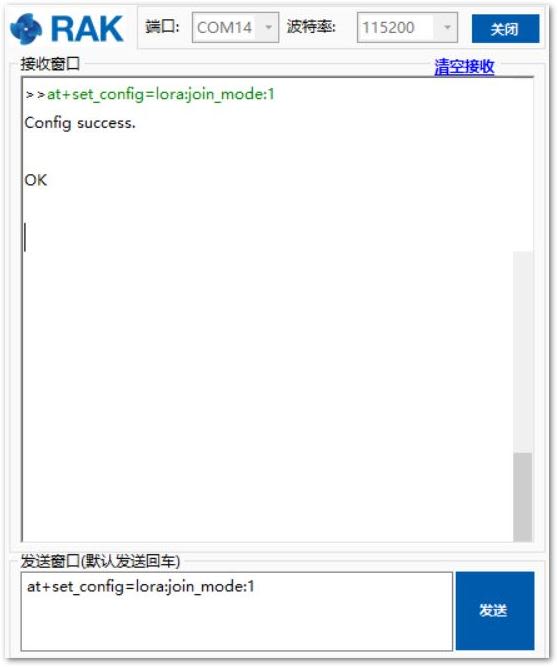 RAK 端口: COM14 波特率: 115200 关闭
接收窗口 清空接收
>>at+set_config=lora:join_mode:1
Config success.
OK
发送窗口(默认发送回车)
at+set_config=lora:join_mode:1
发送